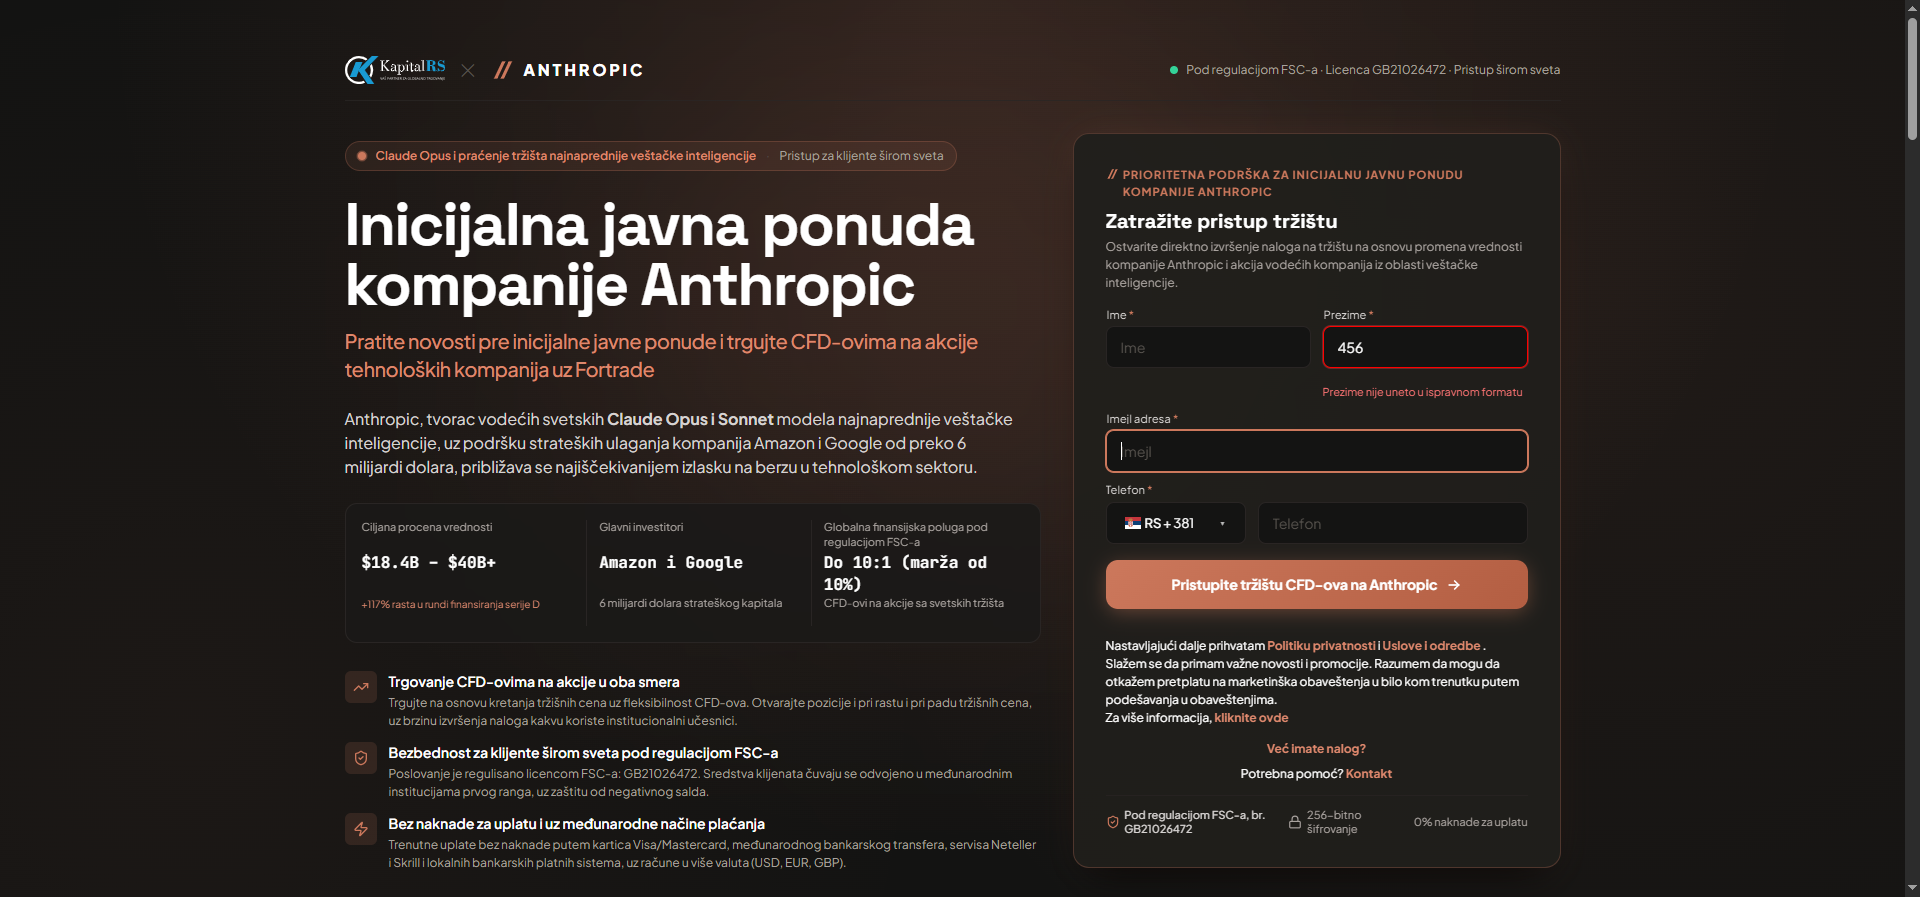 KapitalRS
// ANTHROPIC
Pod regulacijom FSC-a · Licenca GB21026472 · Pristup širom sveta
Claude Opus i praćenje tržišta najnaprednije veštačke inteligencije
Pristup za klijente širom sveta
Inicijalna javna ponuda
kompanije Anthropic
Pratite novosti pre inicijalne javne ponude i trgujte CFD-ovima na akcije
tehnoloških kompanija uz Fortrade
Anthropic, tvorac vodećih svetskih Claude Opus i Sonnet modela najnaprednije veštačke
inteligencije, uz podršku strateških ulaganja kompanija Amazon i Google od preko 6
milijardi dolara, približava se najiščekivanijem izlasku na berzu u tehnološkom sektoru.
Ciljana procena vrednosti
$18.4B – $40B+
+117% rasta u rundi finansiranja serije D
Glavni investitori
Amazon i Google
6 milijardi dolara strateškog kapitala
Globalna finansijska poluga pod
regulacijom FSC-a
Do 10:1 (marža od
10%)
CFD-ovi na akcije sa svetskih tržišta
Trgovanje CFD-ovima na akcije u oba smera
Trgujte na osnovu kretanja tržišnih cena uz fleksibilnost CFD-ova. Otvarajte pozicije i pri rastu i pri padu tržišnih cena,
uz brzinu izvršenja naloga kakvu koriste institucionalni učesnici.
Bezbednost za klijente širom sveta pod regulacijom FSC-a
Poslovanje je regulisano licencom FSC-a: GB21026472. Sredstva klijenata čuvaju se odvojeno u međunarodnim
institucijama prvog ranga, uz zaštitu od negativnog salda.
Bez naknade za uplatu i uz međunarodne načine plaćanja
Trenutne uplate bez naknade putem kartica Visa/Mastercard, međunarodnog bankarskog transfera, servisa Neteller
i Skrill i lokalnih bankarskih platnih sistema, uz račune u više valuta (USD, EUR, GBP).
// PRIORITETNA PODRŠKA ZA INICIJALNU JAVNU PONUDU
KOMPANIJE ANTHROPIC
Zatražite pristup tržištu
Ostvarite direktno izvršenje naloga na tržištu na osnovu promena vrednosti
kompanije Anthropic i akcija vodećih kompanija iz oblasti veštačke
inteligencije.
Ime *
Prezime *
Ime
456
Prezime nije uneto u ispravnom formatu
Imejl adresa *
Imejl
Telefon *
RS + 381
Telefon
Pristupite tržištu CFD-ova na Anthropic →
Nastavljajući dalje prihvatam Politiku privatnosti i Uslove i odredbe .
Slažem se da primam važne novosti i promocije. Razumem da mogu da
otkažem pretplatu na marketinška obaveštenja u bilo kom trenutku putem
podešavanja u obaveštenjima.
Za više informacija, kliknite ovde
Već imate nalog?
Potrebna pomoć? Kontakt
Pod regulacijom FSC-a, br.
GB21026472
256-bitno
šifrovanje
0% naknade za uplatu